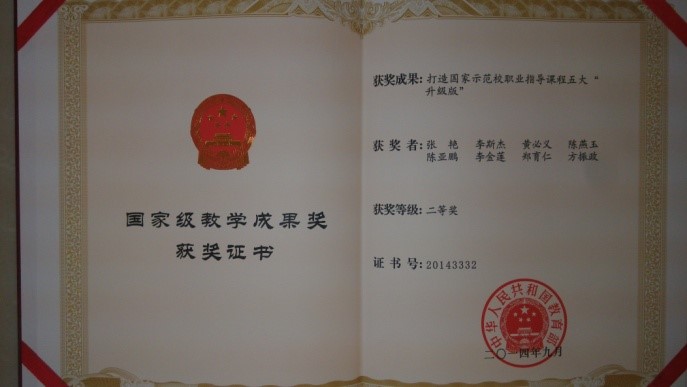 国家级教学成果奖
获奖证书
获奖成果：打造国家示范校职业指导课程五大“
升级版”
获奖者：张艳 李斯杰 黄必义 陈燕玉
陈亚鹏 李金莲 郑育仁 方振政
获奖等级：二等奖
证书号：20143332
中华人民共和国教育部
二〇一四年九月